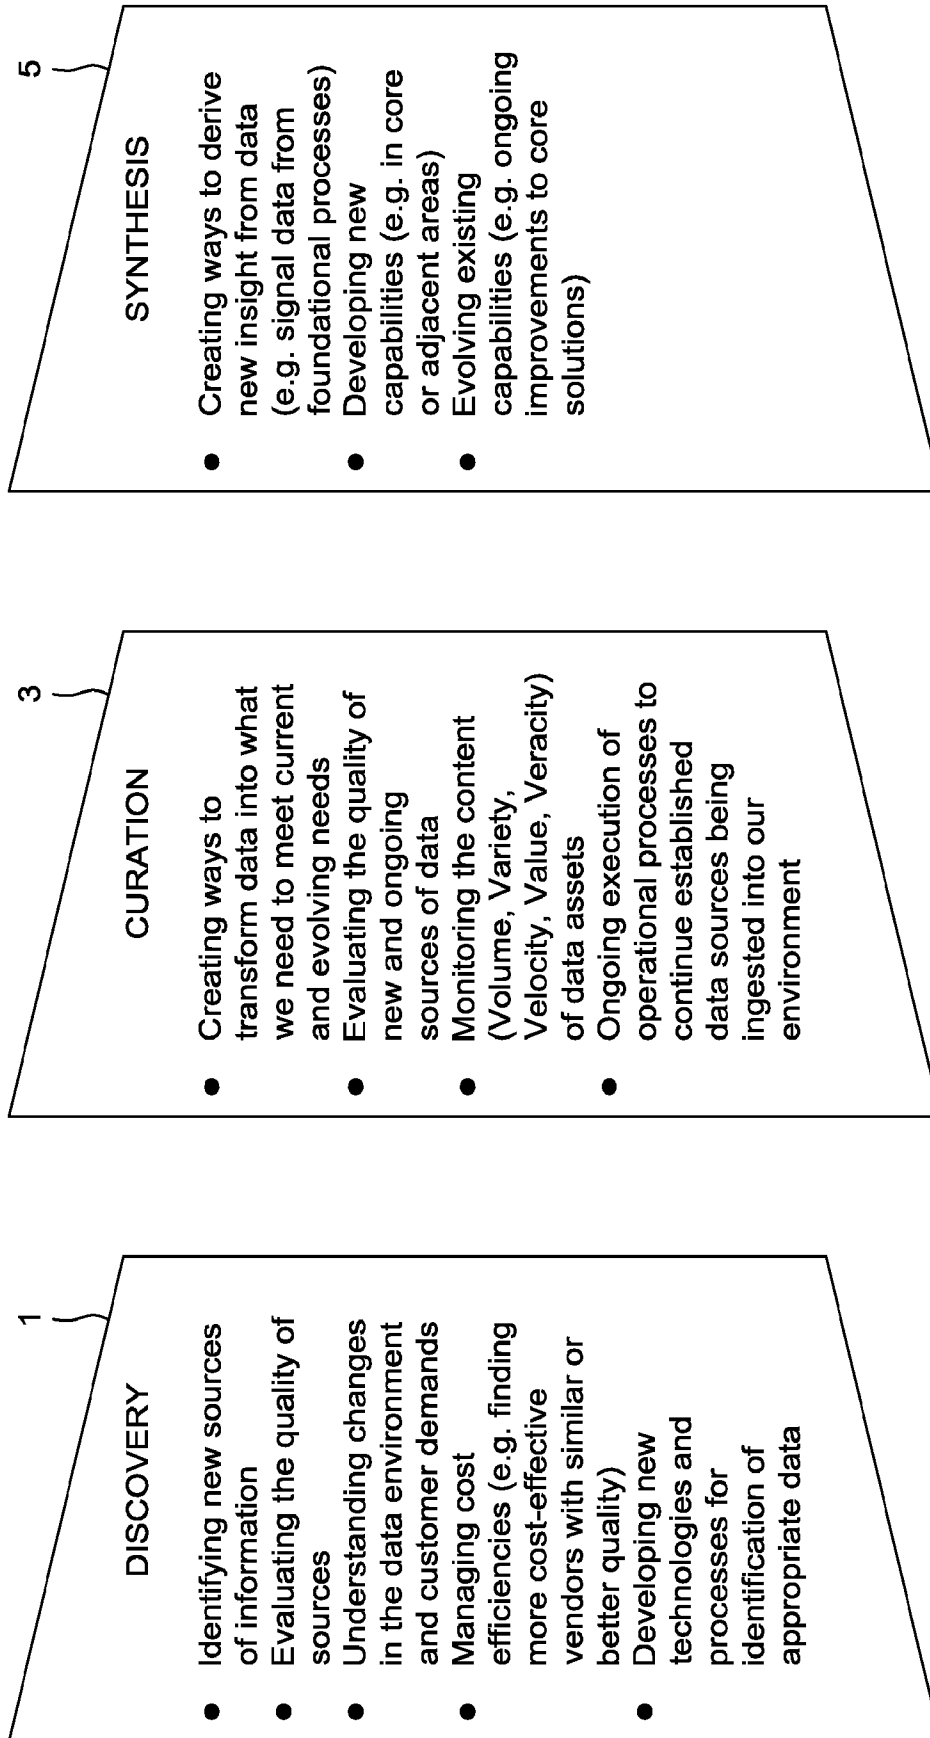 1
DISCOVERY
● Identifying new sources
of information
● Evaluating the quality of
sources
● Understanding changes
in the data environment
and customer demands
● Managing cost
efficiencies (e.g. finding
more cost-effective
vendors with similar or
better quality)
● Developing new
technologies and
processes for
identification of
appropriate data
3
CURATION
● Creating ways to
transform data into what
we need to meet current
and evolving needs
● Evaluating the quality of
new and ongoing
sources of data
● Monitoring the content
(Volume, Variety,
Velocity, Value, Veracity)
of data assets
● Ongoing execution of
operational processes to
continue established
data sources being
ingested into our
environment
5
SYNTHESIS
● Creating ways to derive
new insight from data
(e.g. signal data from
foundational processes)
● Developing new
capabilities (e.g. in core
or adjacent areas)
● Evolving existing
capabilities (e.g. ongoing
improvements to core
solutions)